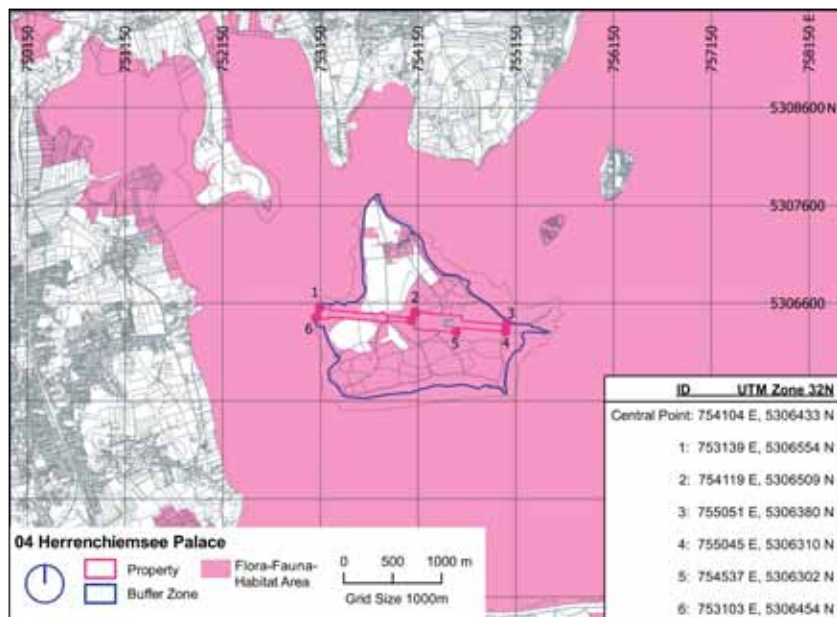 750150
751150
752150
753150
754150
755150
756150
757150
758150 E
5308600 N
5307600 N
5306600 N
1
2
3
4
5
6
ID UTM Zone 32N
Central Point: 754104 E, 5306433 N
1: 753139 E, 5306554 N
2: 754119 E, 5306509 N
3: 755051 E, 5306380 N
4: 755045 E, 5306310 N
5: 754537 E, 5306302 N
6: 753103 E, 5306454 N
04 Herrenchiemsee Palace
Property
Buffer Zone
Flora-Fauna-
Habitat Area
0 500 1000 m
Grid Size 1000m